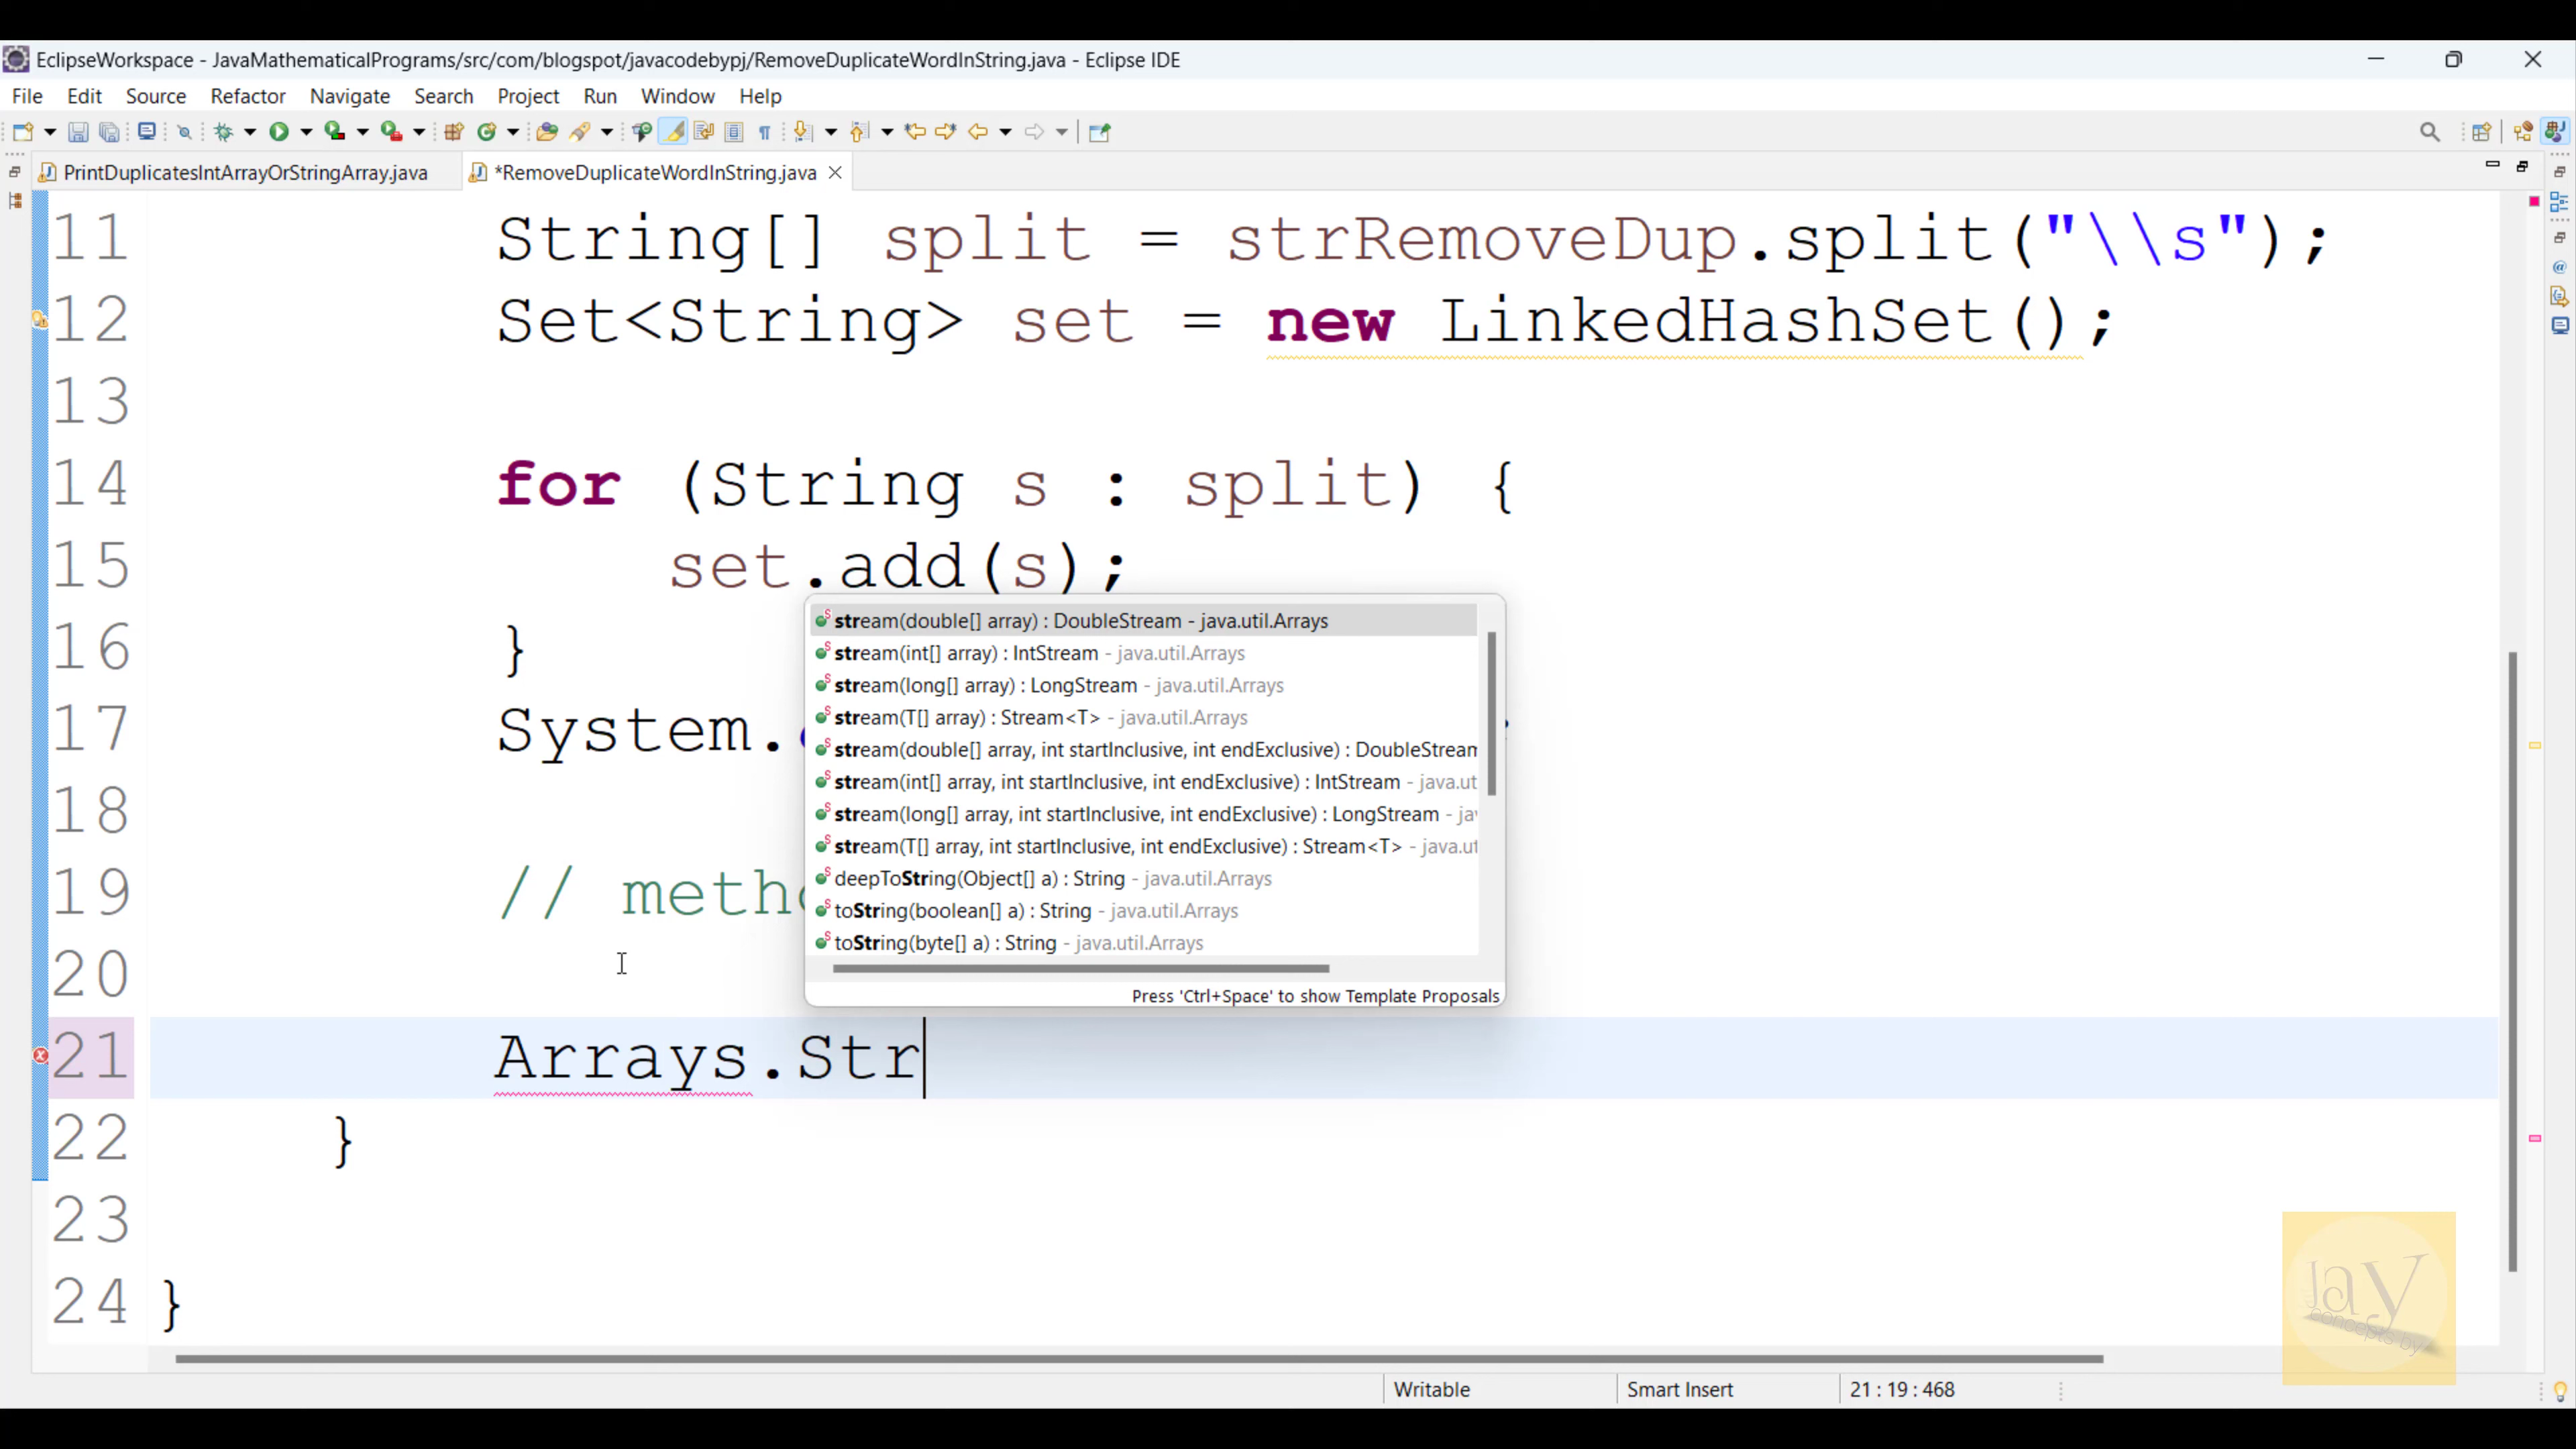 EclipseWorkspace - JavaMathematicalPrograms/src/com/blogspot/javacodebypj/RemoveDuplicateWordInString.java - Eclipse IDE
File Edit Source Refactor Navigate Search Project Run Window Help
PrintDuplicatesIntArrayOrStringArray.java *RemoveDuplicateWordInString.java
11 String[] split = strRemoveDup.split("\\s");
12 Set<String> set = new LinkedHashSet();
13
14 for (String s : split) {
15 set.add(s);
16 }
17 System.
18
19 // metho
20
21 Arrays.Str
22 }
23
24 }
stream(double[] array) : DoubleStream - java.util.Arrays
stream(int[] array) : IntStream - java.util.Arrays
stream(long[] array) : LongStream - java.util.Arrays
stream(T[] array) : Stream<T> - java.util.Arrays
stream(double[] array, int startInclusive, int endExclusive) : DoubleStream
stream(int[] array, int startInclusive, int endExclusive) : IntStream - java.ut
stream(long[] array, int startInclusive, int endExclusive) : LongStream - ja
stream(T[] array, int startInclusive, int endExclusive) : Stream<T> - java.ut
deepToString(Object[] a) : String - java.util.Arrays
toString(boolean[] a) : String - java.util.Arrays
toString(byte[] a) : String - java.util.Arrays
Press 'Ctrl+Space' to show Template Proposals
Jay
concepts by
Writable Smart Insert 21 : 19 : 468